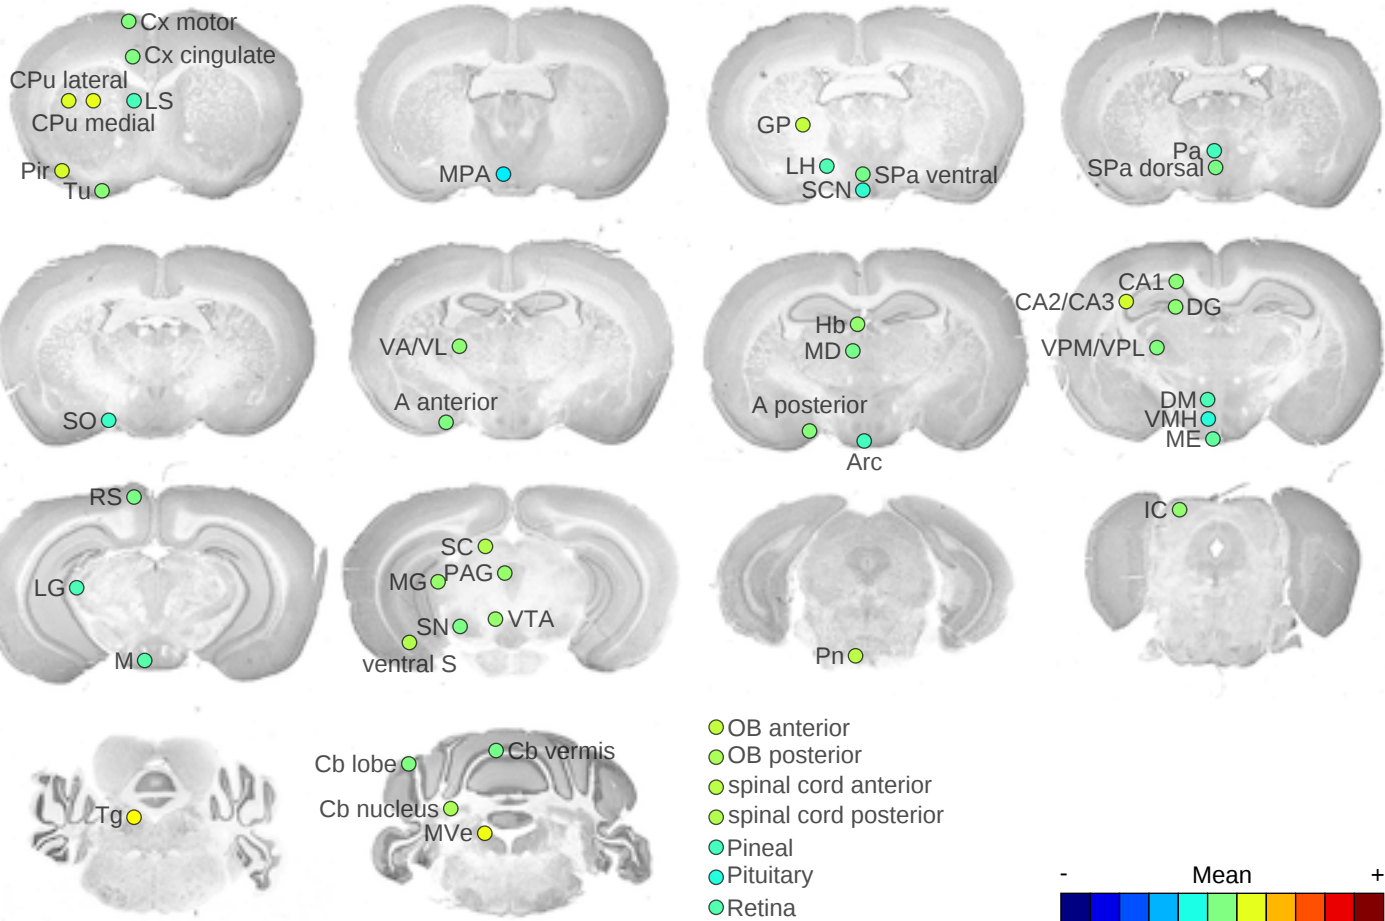 Cx motor
Cx cingulate
CPu lateral
LS
CPu medial
Pir
Tu
MPA
GP
LH
SPa ventral
SCN
Pa
SPa dorsal
SO
VA/VL
A anterior
Hb
MD
A posterior
Arc
CA1
CA2/CA3
DG
VPM/VPL
DM
VMH
ME
RS
LG
M
SC
PAG
MG
VTA
SN
ventral S
Pn
IC
Tg
Cb vermis
Cb lobe
Cb nucleus
MVe
OB anterior
OB posterior
spinal cord anterior
spinal cord posterior
Pineal
Pituitary
Retina
- Mean +